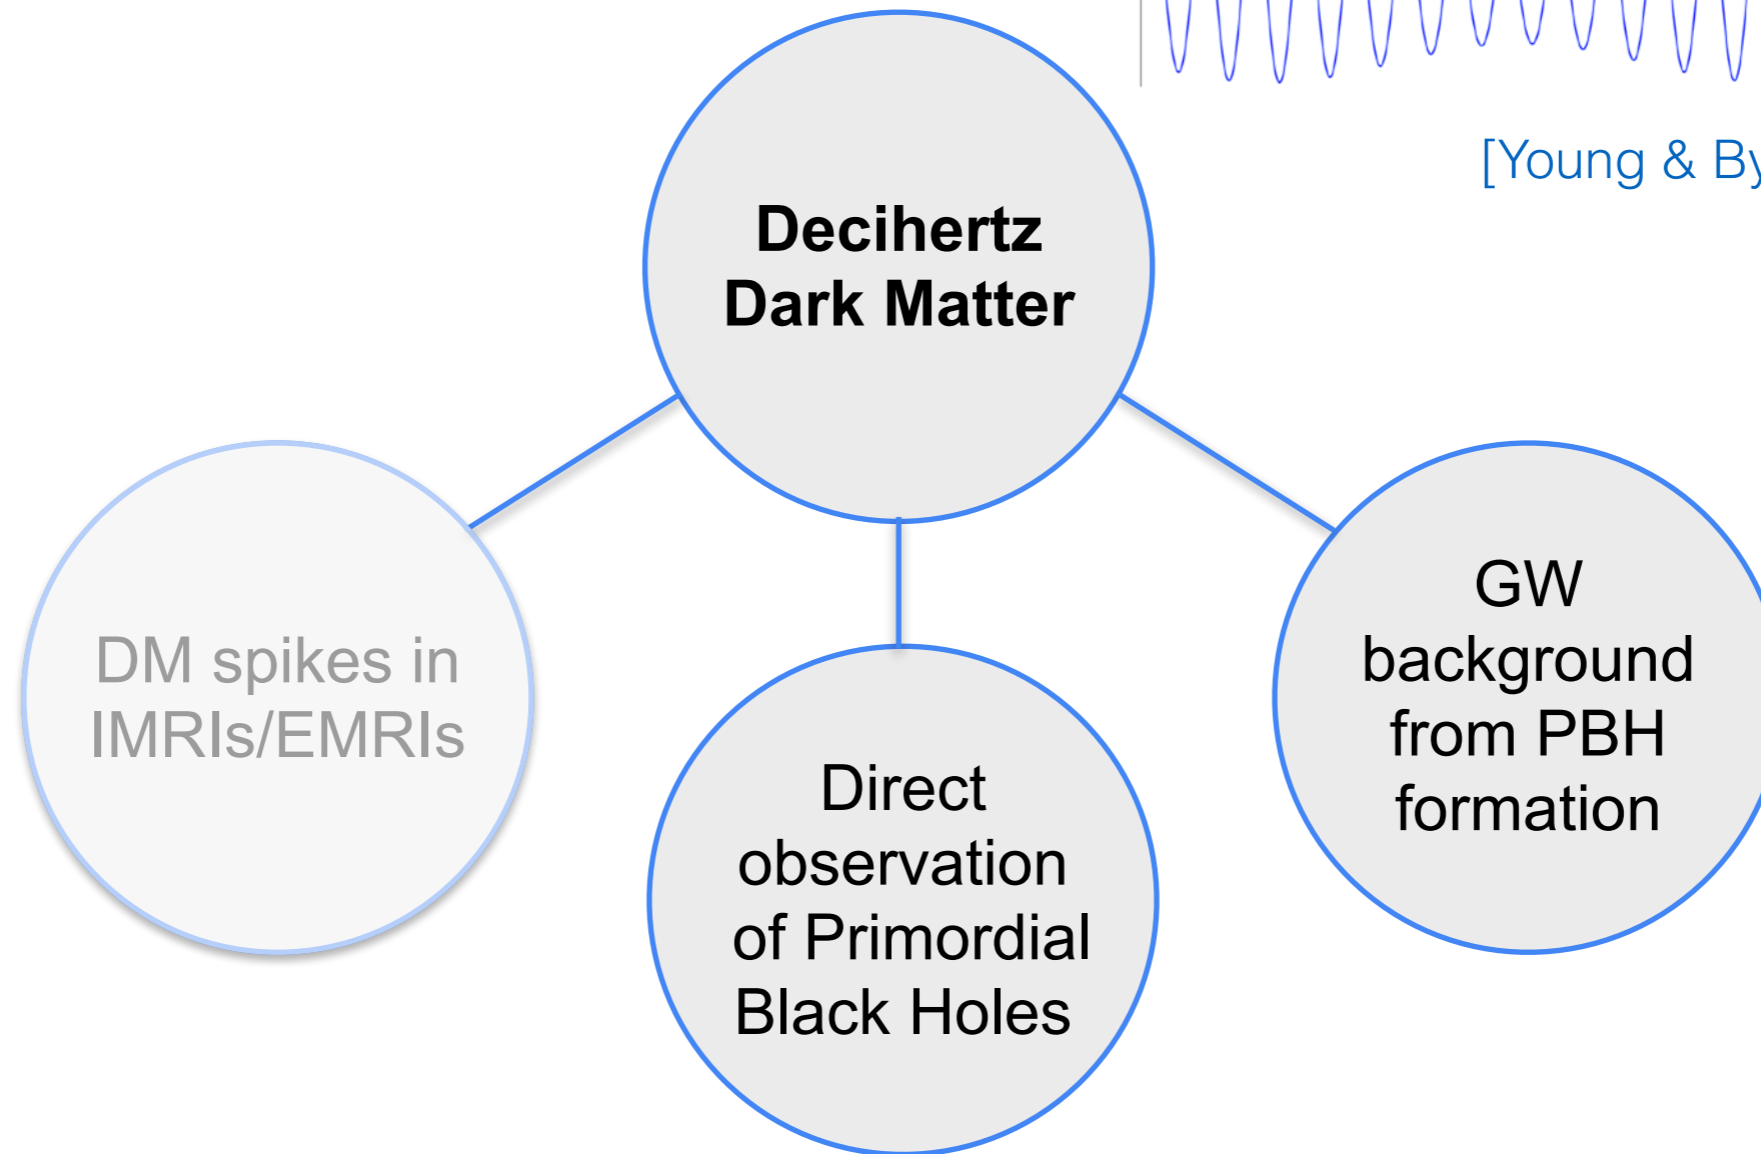 [Young & By
Decihertz
Dark Matter
DM spikes in
IMRIs/EMRIs
Direct
observation
of Primordial
Black Holes
GW
background
from PBH
formation